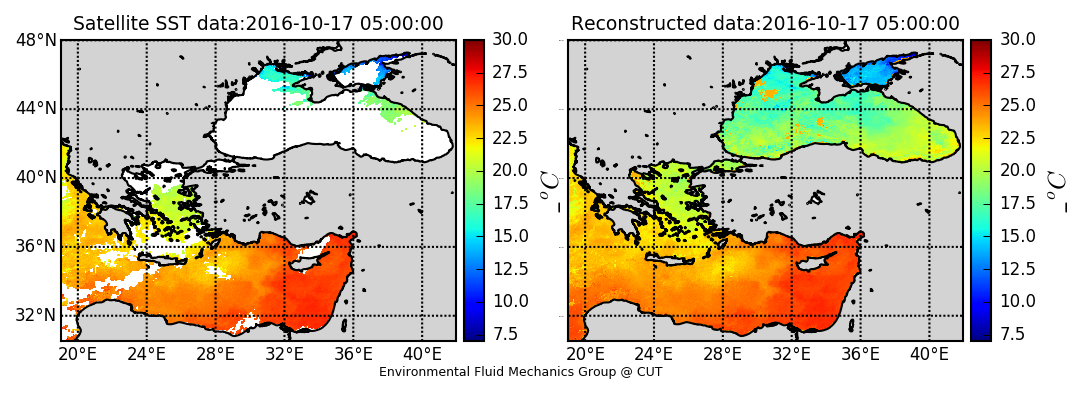 Satellite SST data:2016-10-17 05:00:00
48°N
44°N
40°N
36°N
32°N
20°E 24°E 28°E 32°E 36°E 40°E
30.0
27.5
25.0
22.5
20.0
17.5
15.0
12.5
10.0
7.5
_°C
Reconstructed data:2016-10-17 05:00:00
20°E 24°E 28°E 32°E 36°E 40°E
30.0
27.5
25.0
22.5
20.0
17.5
15.0
12.5
10.0
7.5
_°C
Environmental Fluid Mechanics Group @ CUT